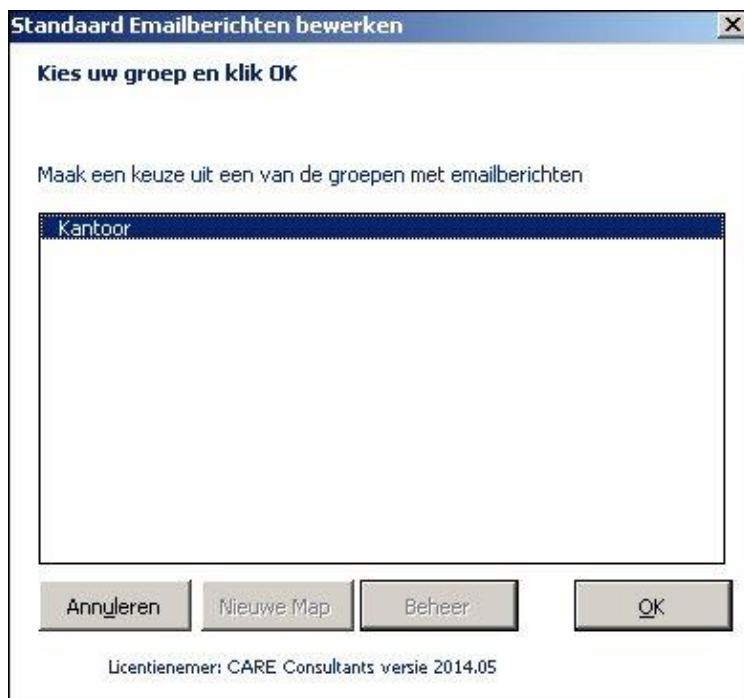 Standaard Emailberichten bewerken
Kies uw groep en klik OK
Maak een keuze uit een van de groepen met emailberichten
Kantoor
Annuleren Nieuwe Map Beheer OK
Licentienemer: CARE Consultants versie 2014.05